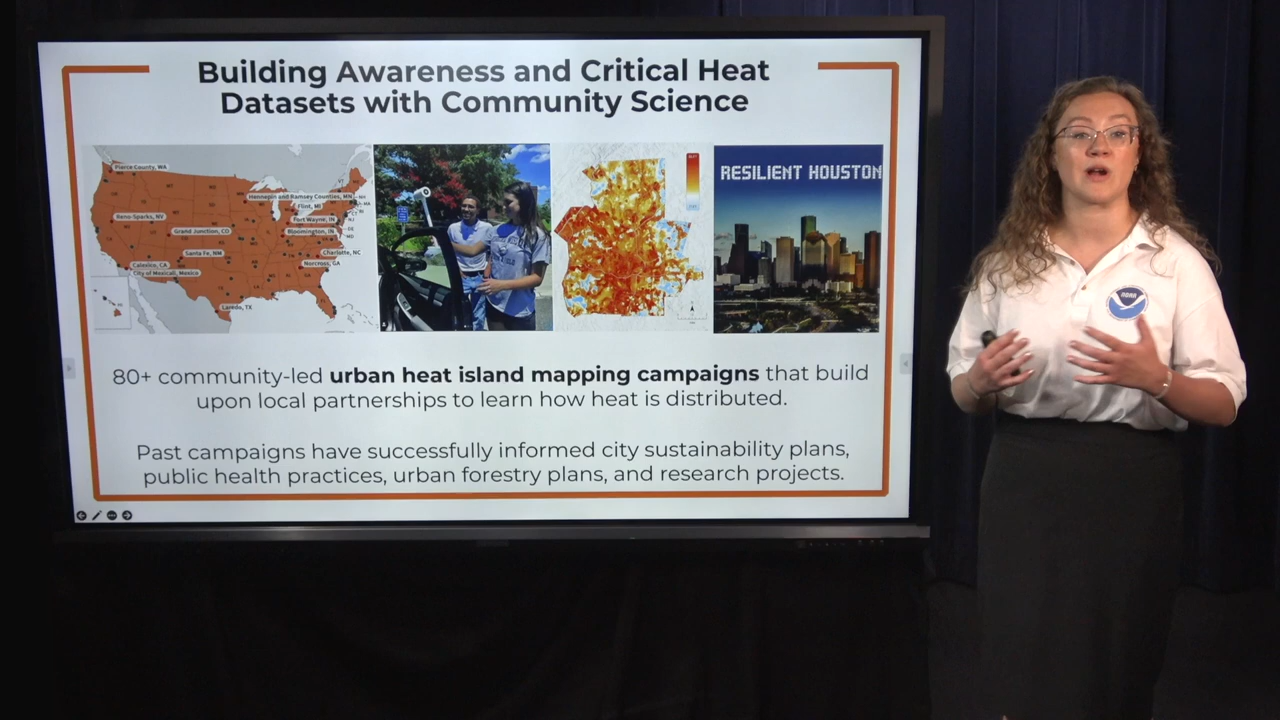 Building Awareness and Critical Heat
Datasets with Community Science
Pierce County, WA
Hennepin and Ramsey Counties, MN
Flint, MI
Reno-Sparks, NV
Fort Wayne, IN
Grand Junction, CO
Bloomington, IN
Santa Fe, NM
Charlotte, NC
Calexico, CA
Norcross, GA
City of Mexicali, Mexico
Laredo, TX
RESILIENT HOUSTON
NOAA
80+ community-led urban heat island mapping campaigns that build
upon local partnerships to learn how heat is distributed.
Past campaigns have successfully informed city sustainability plans,
public health practices, urban forestry plans, and research projects.